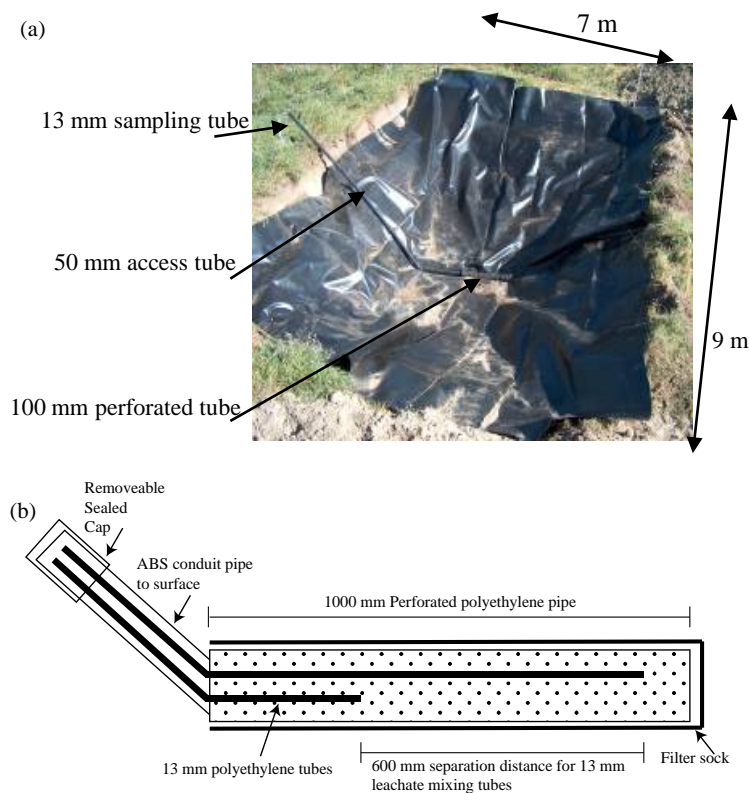 (a)
7 m
13 mm sampling tube
50 mm access tube
9 m
100 mm perforated tube
(b)
Removeable
Sealed
Cap
ABS conduit pipe
to surface
1000 mm Perforated polyethylene pipe
13 mm polyethylene tubes
600 mm separation distance for 13 mm
leachate mixing tubes
Filter sock